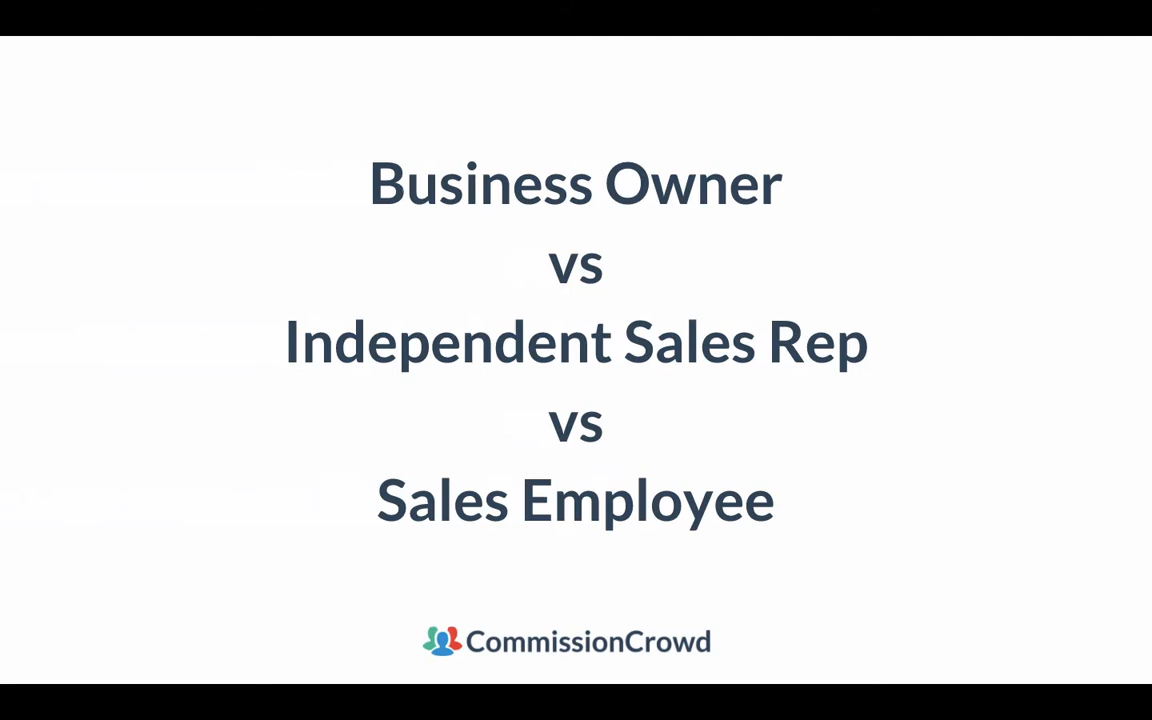 Business Owner
vs
Independent Sales Rep
vs
Sales Employee
CommissionCrowd